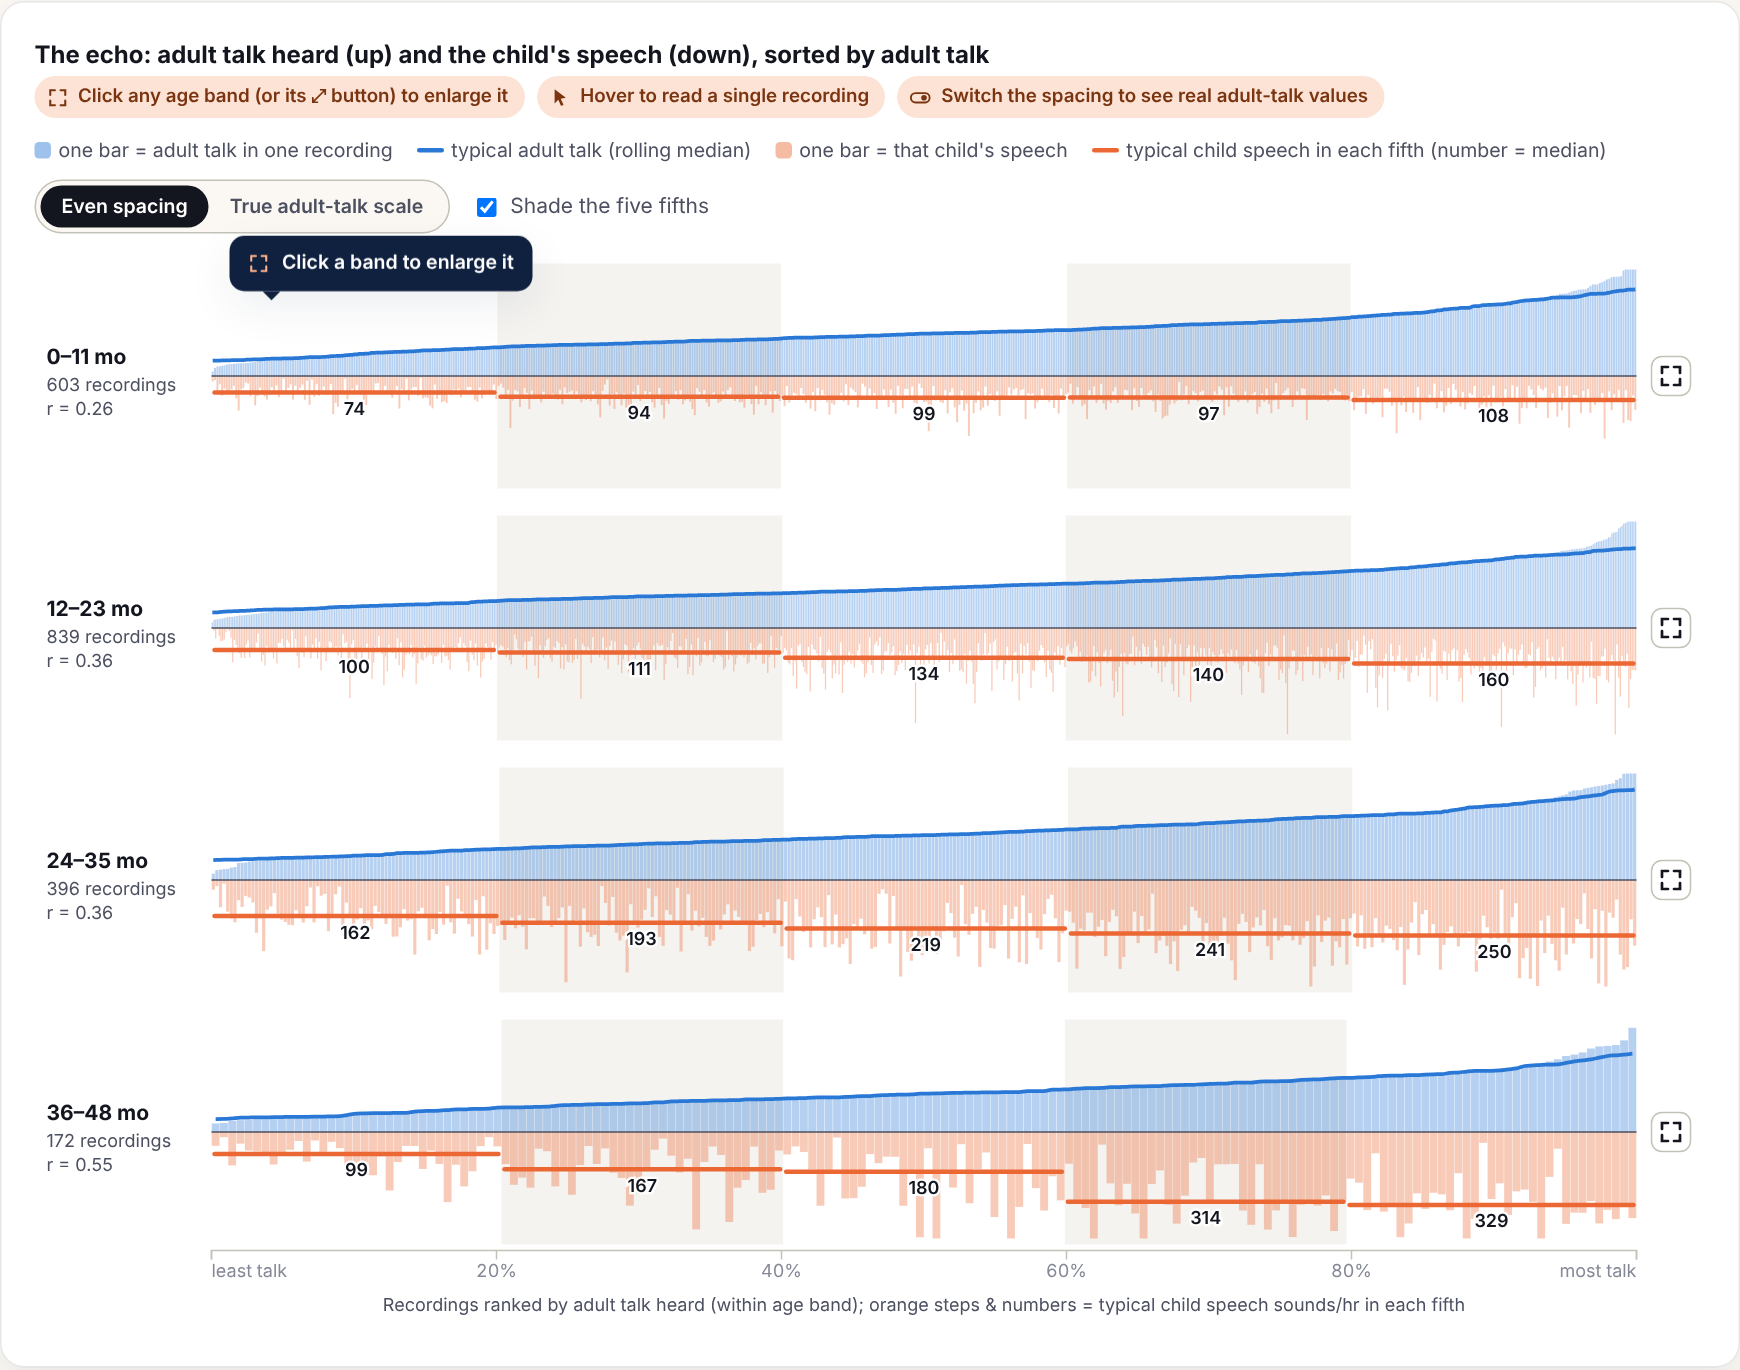 The echo: adult talk heard (up) and the child's speech (down), sorted by adult talk
Click any age band (or its ⤢ button) to enlarge it
Hover to read a single recording
Switch the spacing to see real adult-talk values
one bar = adult talk in one recording
typical adult talk (rolling median)
one bar = that child's speech
typical child speech in each fifth (number = median)
Even spacing
True adult-talk scale
Shade the five fifths
Click a band to enlarge it
0–11 mo
603 recordings
r = 0.26
74
94
99
97
108
12–23 mo
839 recordings
r = 0.36
100
111
134
140
160
24–35 mo
396 recordings
r = 0.36
162
193
219
241
250
36–48 mo
172 recordings
r = 0.55
99
167
180
314
329
least talk
20%
40%
60%
80%
most talk
Recordings ranked by adult talk heard (within age band); orange steps & numbers = typical child speech sounds/hr in each fifth